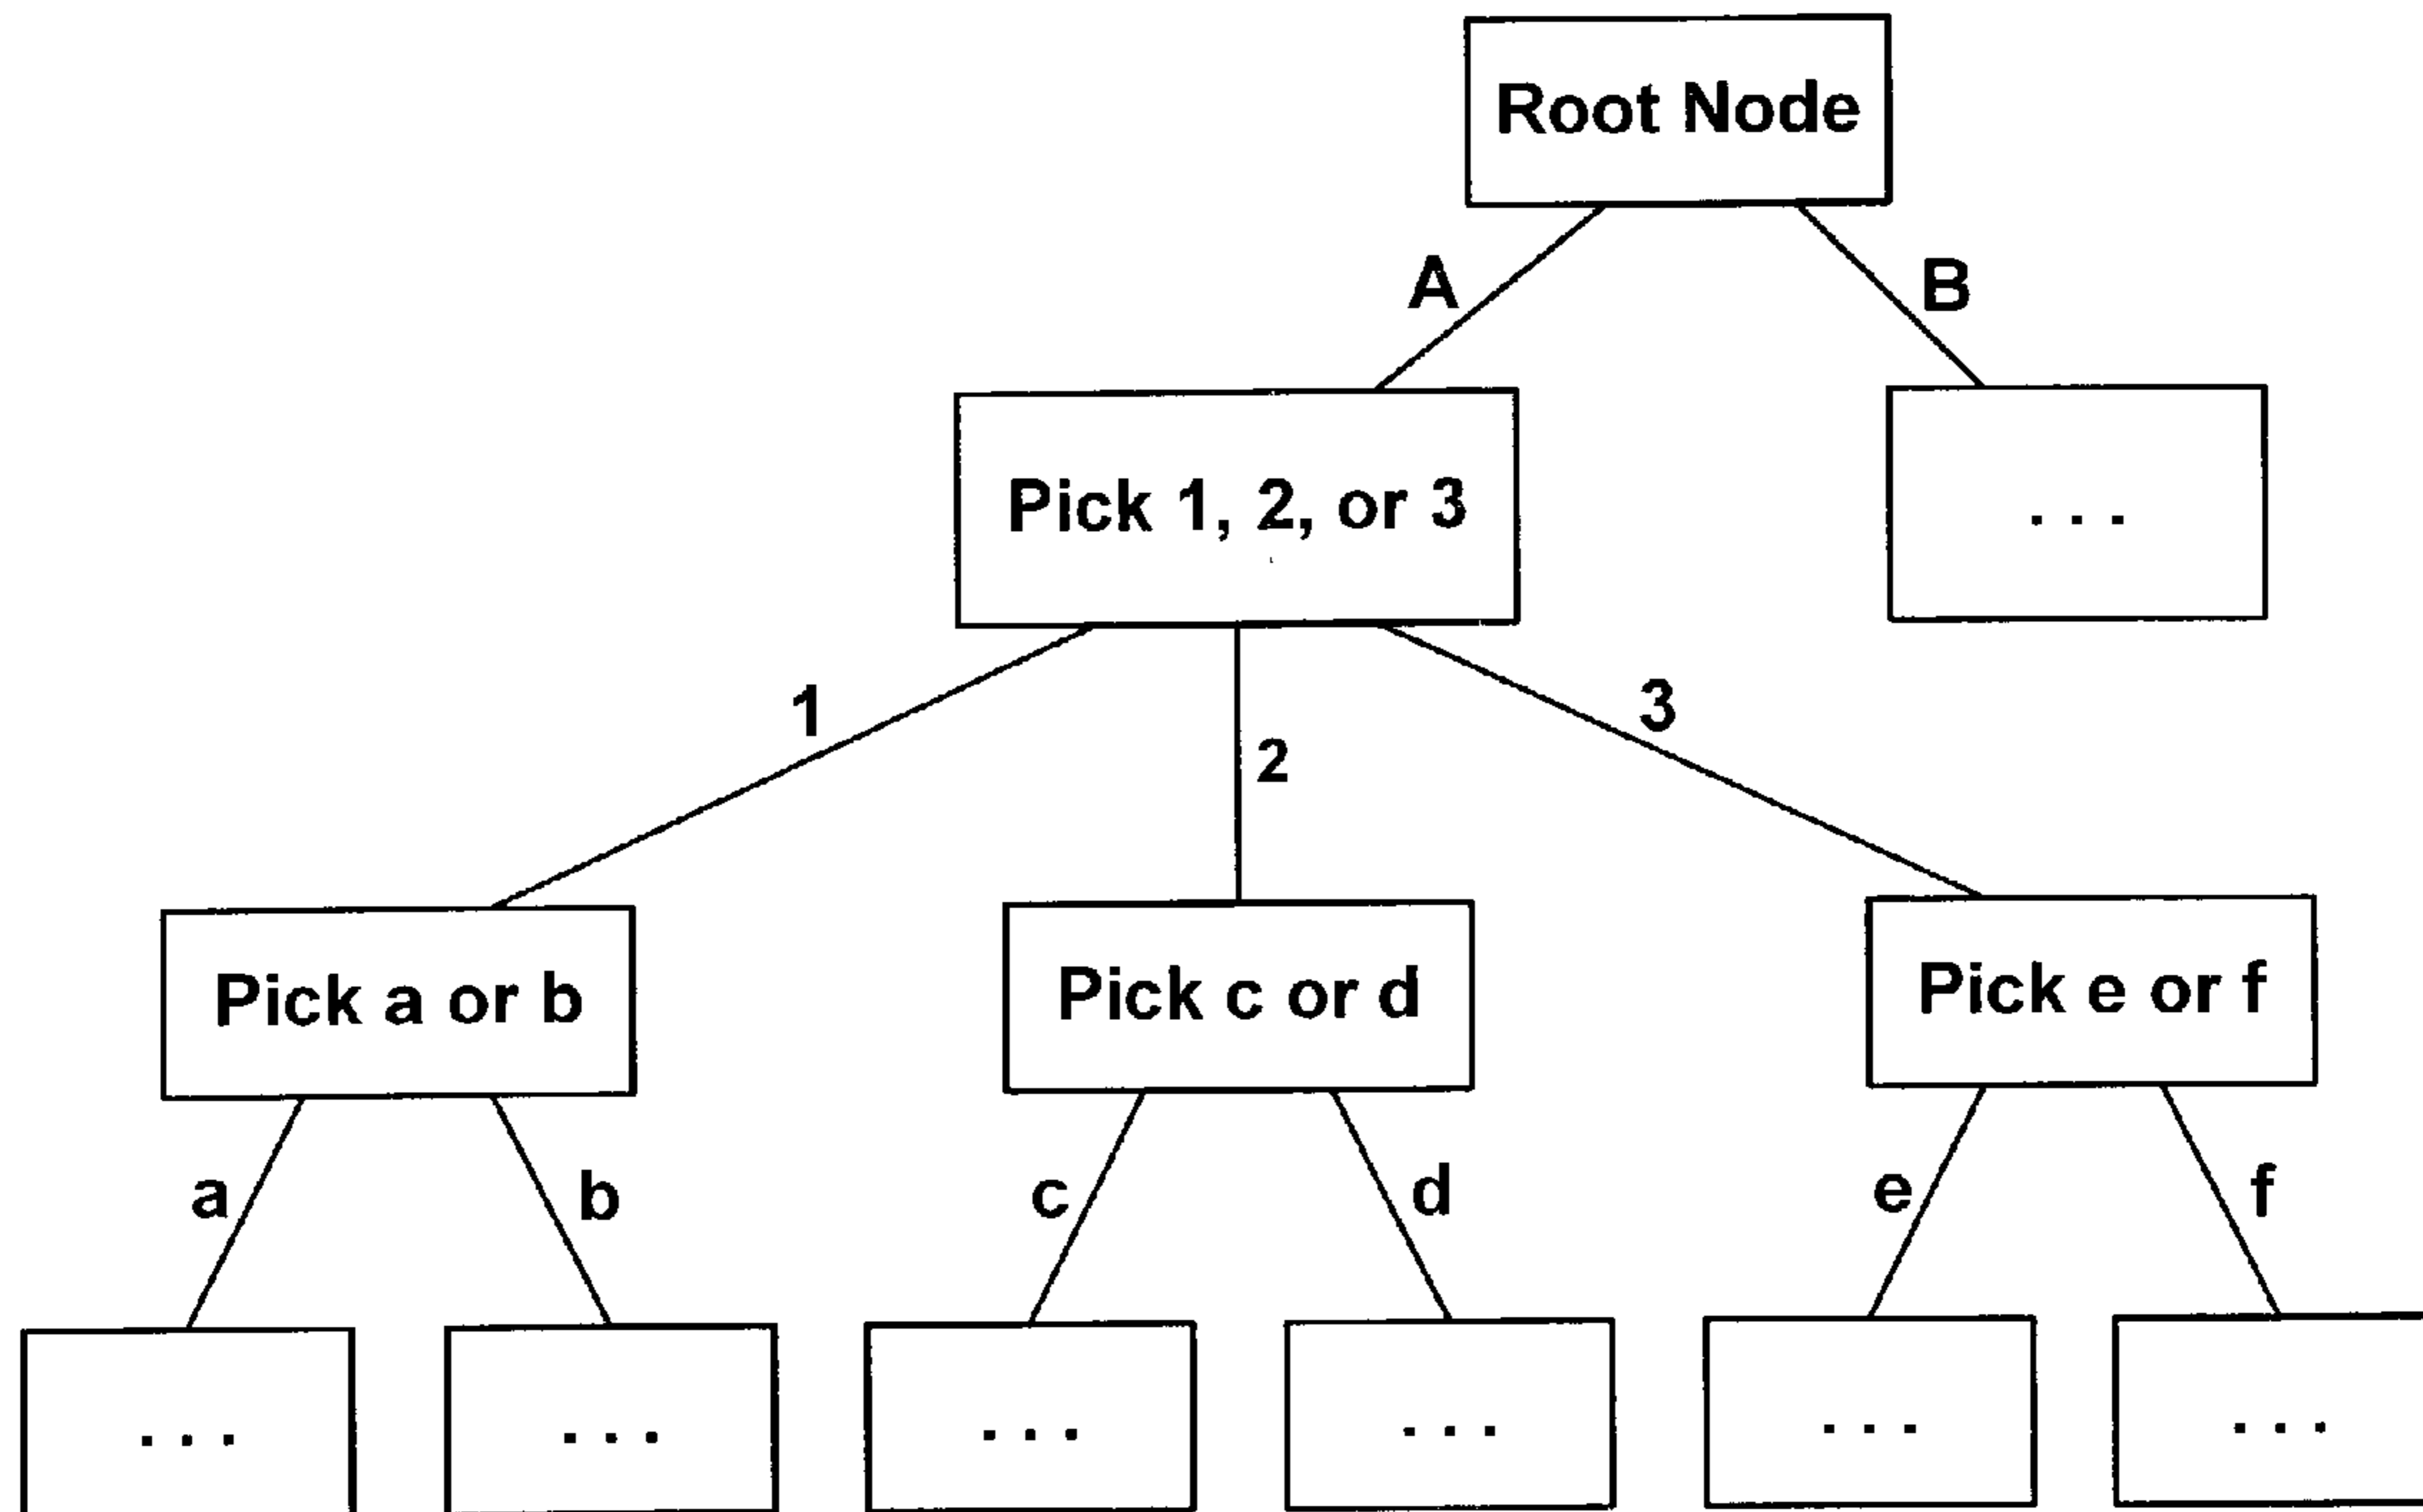 Root Node
A
B
Pick 1, 2, or 3
. . .
1
2
3
Pick a or b
Pick c or d
Pick e or f
a
b
c
d
e
f
. . .
. . .
. . .
. . .
. . .
. . .